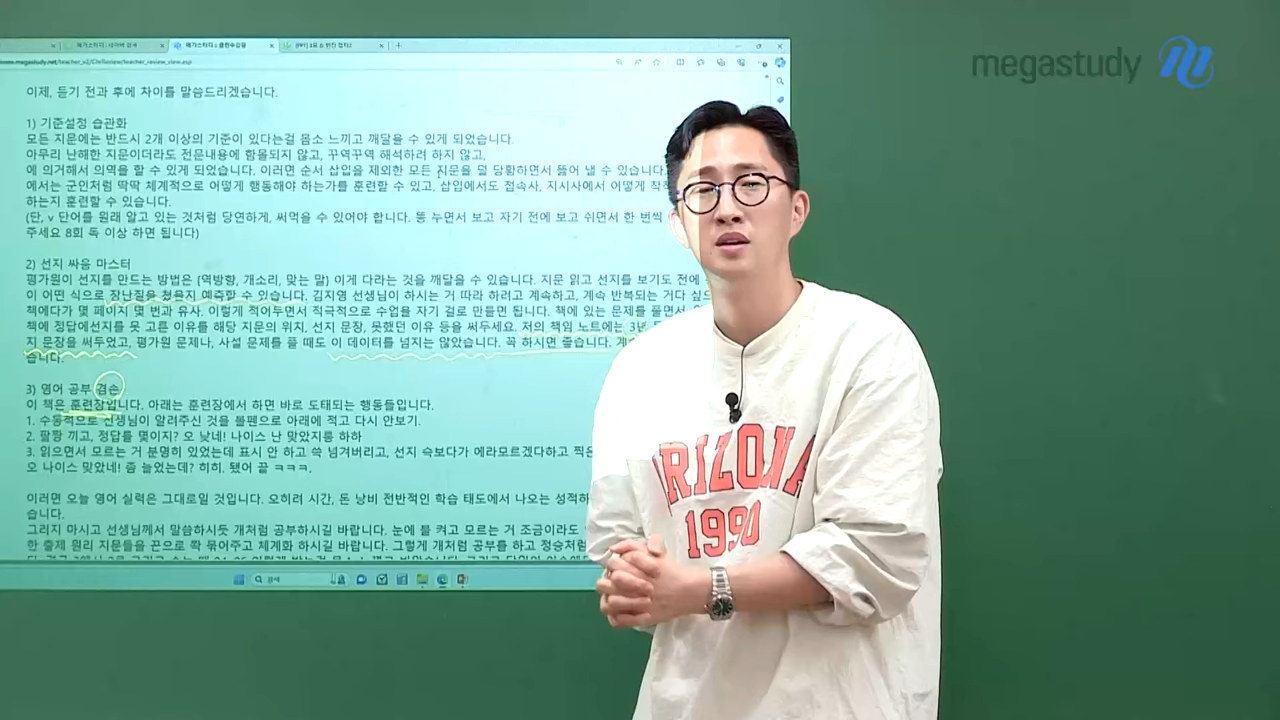 메가스터디 : 네이버 검색
www.megastudy.net/teacher_v2/Chr/lsview/teacher_review_view.asp
megastudy
이제, 듣기 전과 후에 차이를 말씀드리겠습니다.
1) 기준설정 습관화
모든 지문에는 반드시 2개 이상의 기준이 있다는걸 몸소 느끼고 깨달을 수 있게 되었습니다.
아무리 난해한 지문이더라도 전문내용에 함몰되지 않고, 꾸역꾸역 해석하려 하지 않고,
에 의거해서 의역을 할 수 있게 되었습니다. 이러면 순서 삽입을 제외한 모든 지문을 덜 당황하면서 뚫어 낼 수 있습니다.
에서는 군인처럼 딱딱 체계적으로 어떻게 행동해야 하는가를 훈련할 수 있고, 삽입에서도 접속사, 지시사에서 어떻게
하는지 훈련할 수 있습니다.
(단, v 단어를 원래 알고 있는 것처럼 당연하게, 써먹을 수 있어야 합니다. 똥 누면서 보고 자기 전에 보고 쉬면서 한 번씩
주세요 8회 독 이상 하면 됩니다)
2) 선지 싸움 마스터
평가원이 선지를 만드는 방법은 (역방향, 개소리, 맞는 말) 이게 다라는 것을 깨달을 수 있습니다. 지문 읽고 선지를 보기도 전에
이 어떤 식으로 장난질을 쳤을지 예측할 수 있습니다. 김지영 선생님이 하시는 거 따라 하려고 계속하고, 계속 반복되는 거다
책에다가 몇 페이지 몇 번과 유사. 이렇게 적어두면서 적극적으로 수업을 자기 걸로 만들면 됩니다. 책에 있는 문제를 풀면서
책에 정답에선지를 못 고른 이유를 해당 지문의 위치, 선지 문장, 못했던 이유 등을 써두세요. 저의 책임 노트에는 3년
지 문장을 써두었고, 평가원 문제나, 사설 문제를 풀 때도 이 데이터를 넘지는 않았습니다. 꼭 하시면 좋습니다.
습니다.
3) 영어 공부 겸손
이 책은 훈련장입니다. 아래는 훈련장에서 하면 바로 도태되는 행동들입니다.
1. 수동적으로 선생님이 알려주신 것을 볼펜으로 아래에 적고 다시 안보기.
2. 팔짱 끼고, 정답를 몇이지? 오 낮네! 나이스 난 맞았지롱 하하
3. 읽으면서 모르는 거 분명히 있었는데 표시 안 하고 쓱 넘겨버리고, 선지 슥보다가 에라모르겠다하고 찍은
오 나이스 맞았네! 좀 늘었는데? 히히. 됐어 끝 ㅋㅋㅋ.
이러면 오늘 영어 실력은 그대로일 것입니다. 오히려 시간, 돈 낭비 전반적인 학습 태도에서 나오는 성적하
습니다.
그러지 마시고 선생님께서 말씀하시듯 개처럼 공부하시길 바랍니다. 눈에 불 켜고 모르는 거 조금이라도
한 출제 원리 지문들을 끈으로 쫙 묶어주고 체계화 하시길 바랍니다. 그렇게 개처럼 공부를 하고 정승처럼
검색
ARIZONA
1990